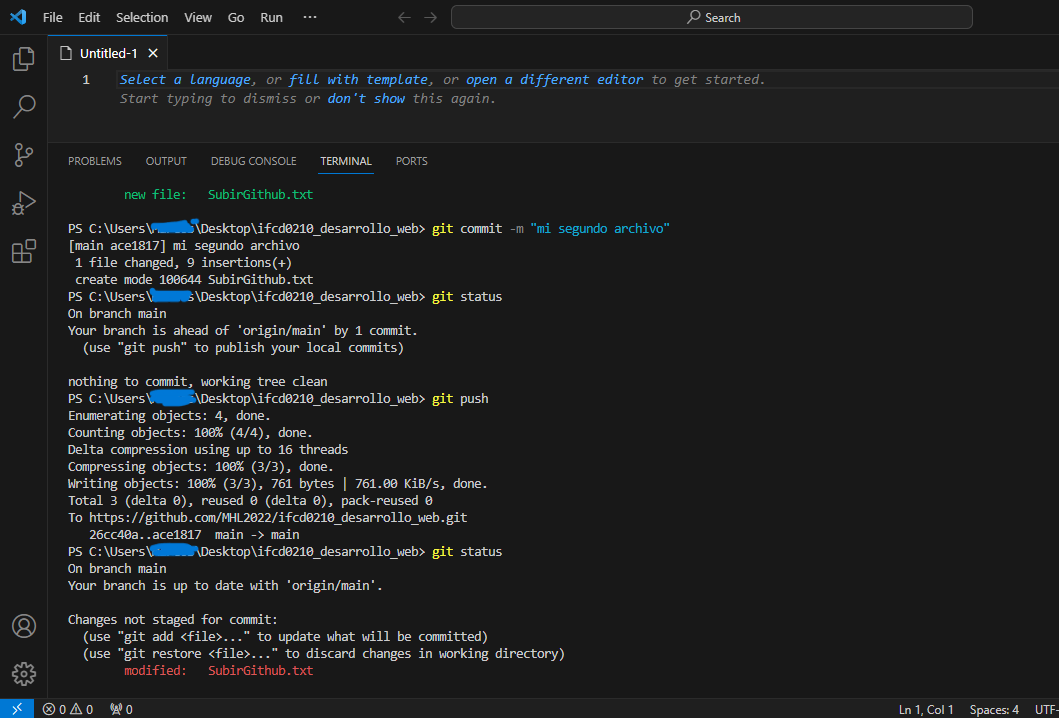 File Edit Selection View Go Run ··· Search
Untitled-1
1 Select a language, or fill with template, or open a different editor to get started.
Start typing to dismiss or don't show this again.
PROBLEMS OUTPUT DEBUG CONSOLE TERMINAL PORTS
new file: SubirGithub.txt
PS C:\Users\ \Desktop\ifcd0210_desarrollo_web> git commit -m "mi segundo archivo"
[main ace1817] mi segundo archivo
1 file changed, 9 insertions(+)
create mode 100644 SubirGithub.txt
PS C:\Users\ \Desktop\ifcd0210_desarrollo_web> git status
On branch main
Your branch is ahead of 'origin/main' by 1 commit.
(use "git push" to publish your local commits)
nothing to commit, working tree clean
PS C:\Users\ \Desktop\ifcd0210_desarrollo_web> git push
Enumerating objects: 4, done.
Counting objects: 100% (4/4), done.
Delta compression using up to 16 threads
Compressing objects: 100% (3/3), done.
Writing objects: 100% (3/3), 761 bytes | 761.00 KiB/s, done.
Total 3 (delta 0), reused 0 (delta 0), pack-reused 0
To https://github.com/MHL2022/ifcd0210_desarrollo_web.git
26cc40a..ace1817 main -> main
PS C:\Users\ \Desktop\ifcd0210_desarrollo_web> git status
On branch main
Your branch is up to date with 'origin/main'.
Changes not staged for commit:
(use "git add <file>..." to update what will be committed)
(use "git restore <file>..." to discard changes in working directory)
modified: SubirGithub.txt
0 0 0 Ln 1, Col 1 Spaces: 4 UTF-